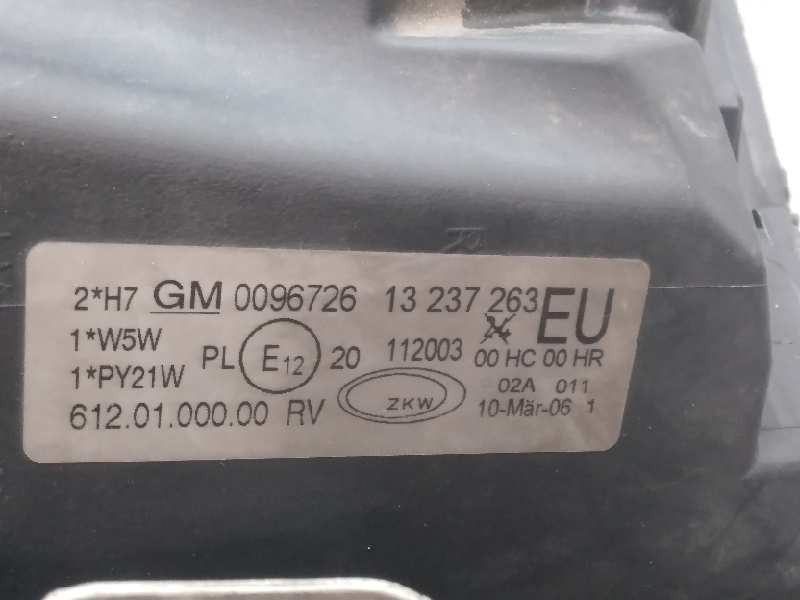 2*H7 GM 0096726 13 237 263 EU
1*W5W
PL E12 20 112003 00 HC 00 HR
1*PY21W
02A 011
612.01.000.00 RV ZKW 10-Mär-06 1